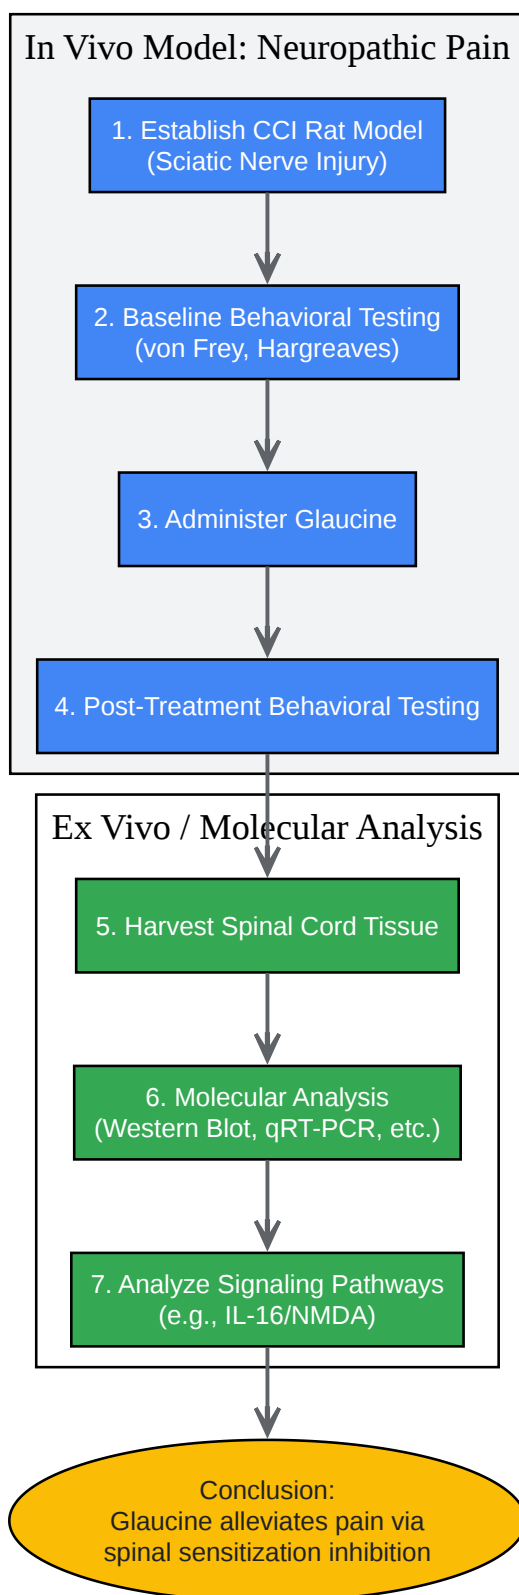 In Vivo Model: Neuropathic Pain
1. Establish CCI Rat Model
(Sciatic Nerve Injury)
2. Baseline Behavioral Testing
(von Frey, Hargreaves)
3. Administer Glaucine
4. Post-Treatment Behavioral Testing
Ex Vivo / Molecular Analysis
5. Harvest Spinal Cord Tissue
6. Molecular Analysis
(Western Blot, qRT-PCR, etc.)
7. Analyze Signaling Pathways
(e.g., IL-16/NMDA)
Conclusion:
Glaucine alleviates pain via
spinal sensitization inhibition